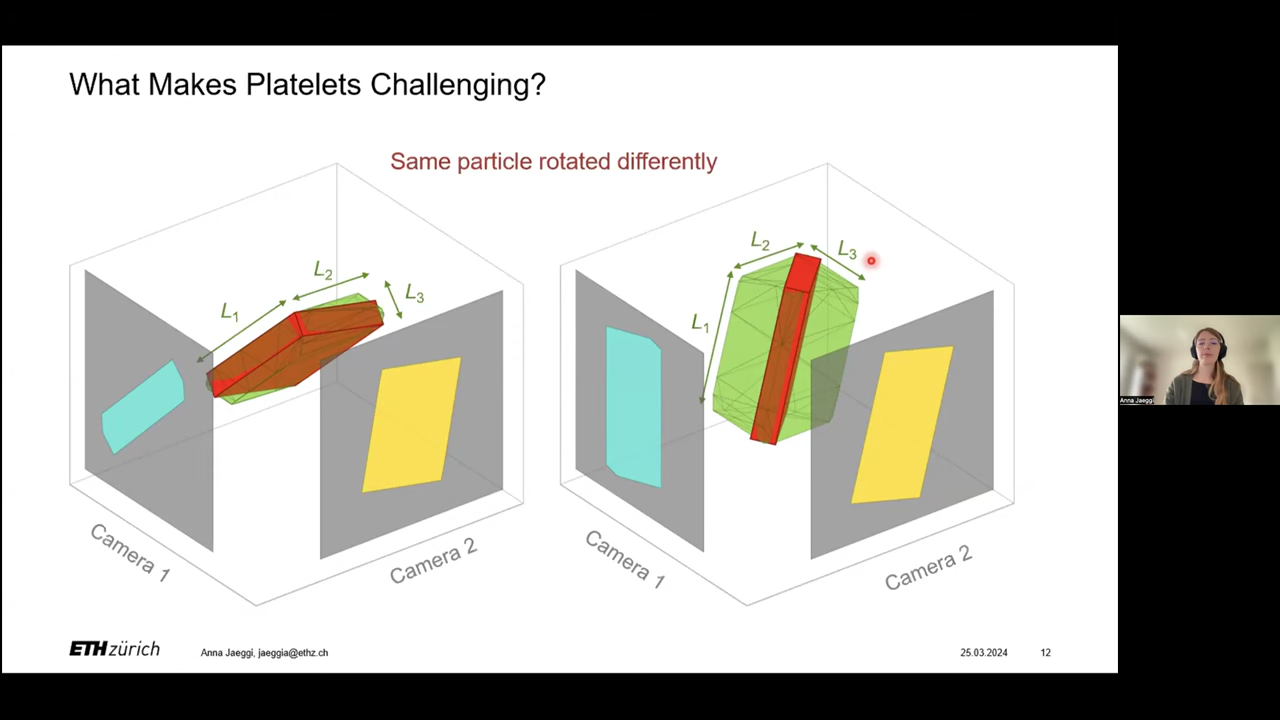 What Makes Platelets Challenging?
Same particle rotated differently
L1
L2
L3
Camera 1
Camera 2
L1
L2
L3
Camera 1
Camera 2
ETH zürich
Anna Jaeggi, jaeggia@ethz.ch
25.03.2024
12
Anna Jaeggi